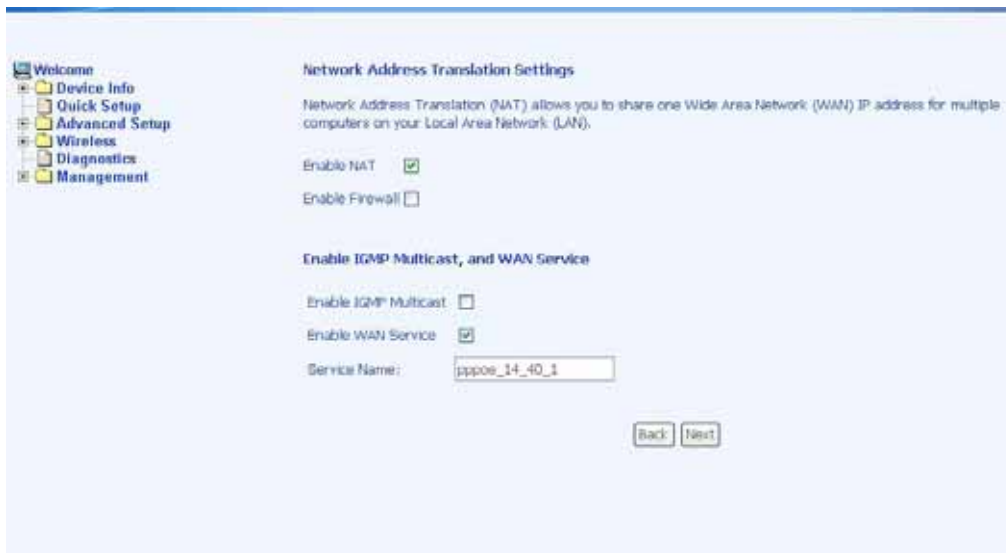 Welcome
Device Info
Quick Setup
Advanced Setup
Wireless
Diagnostics
Management
Network Address Translation Settings
Network Address Translation (NAT) allows you to share one Wide Area Network (WAN) IP address for multiple
computers on your Local Area Network (LAN).
Enable NAT
Enable Firewall
Enable IGMP Multicast, and WAN Service
Enable IGMP Multicast
Enable WAN Service
Service Name: pppoe_14_40_1
Back Next